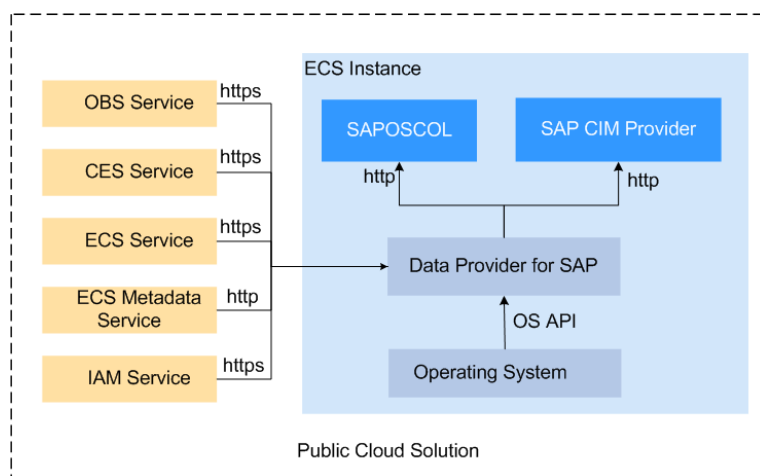 ECS Instance
https
OBS Service
SAPOSCOL
SAP CIM Provider
https
CES Service
http
http
https
ECS Service
Data Provider for SAP
ECS Metadata
Service
http
OS API
https
IAM Service
Operating System
Public Cloud Solution